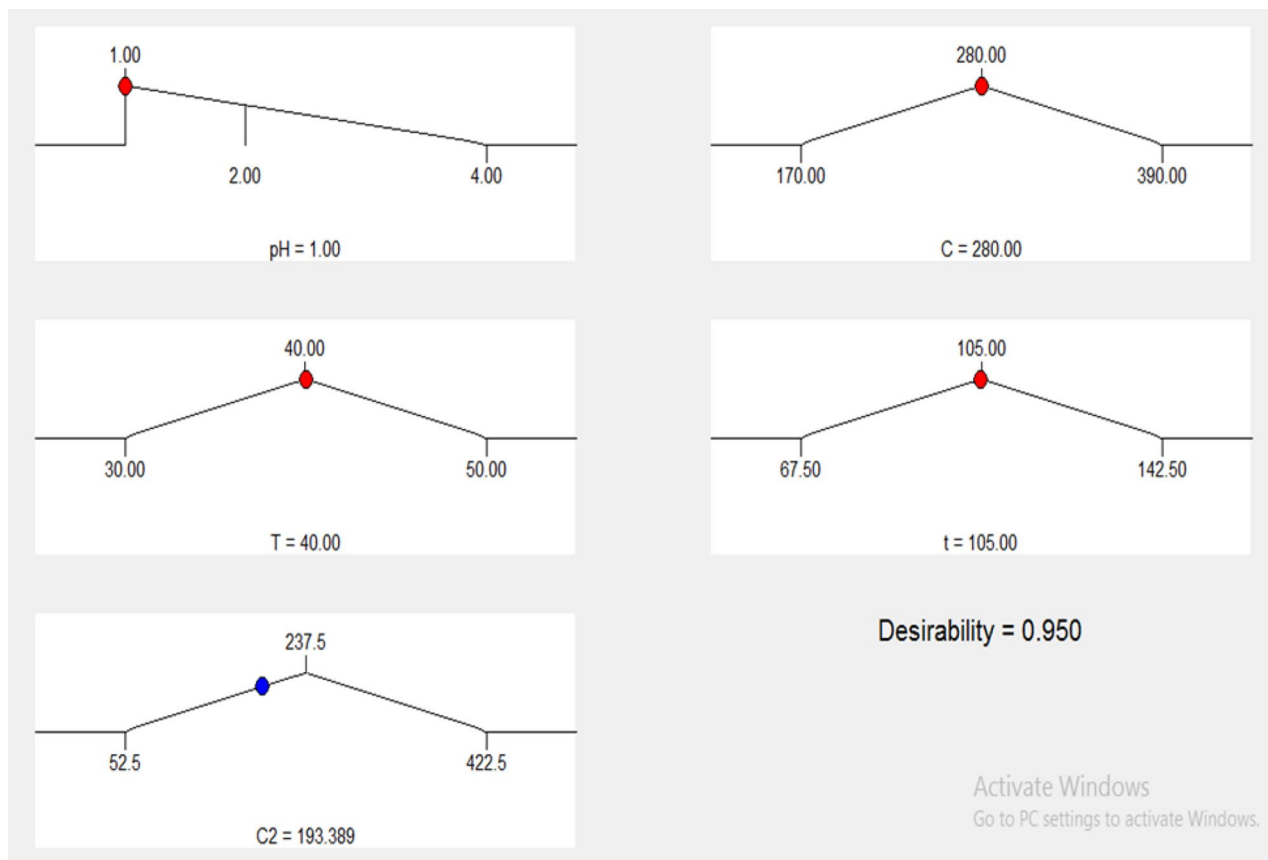 1.00
2.00
4.00
pH = 1.00
280.00
170.00
390.00
C = 280.00
40.00
30.00
50.00
T = 40.00
105.00
67.50
142.50
t = 105.00
237.5
52.5
422.5
C2 = 193.389
Desirability = 0.950
Activate Windows
Go to PC settings to activate Windows.